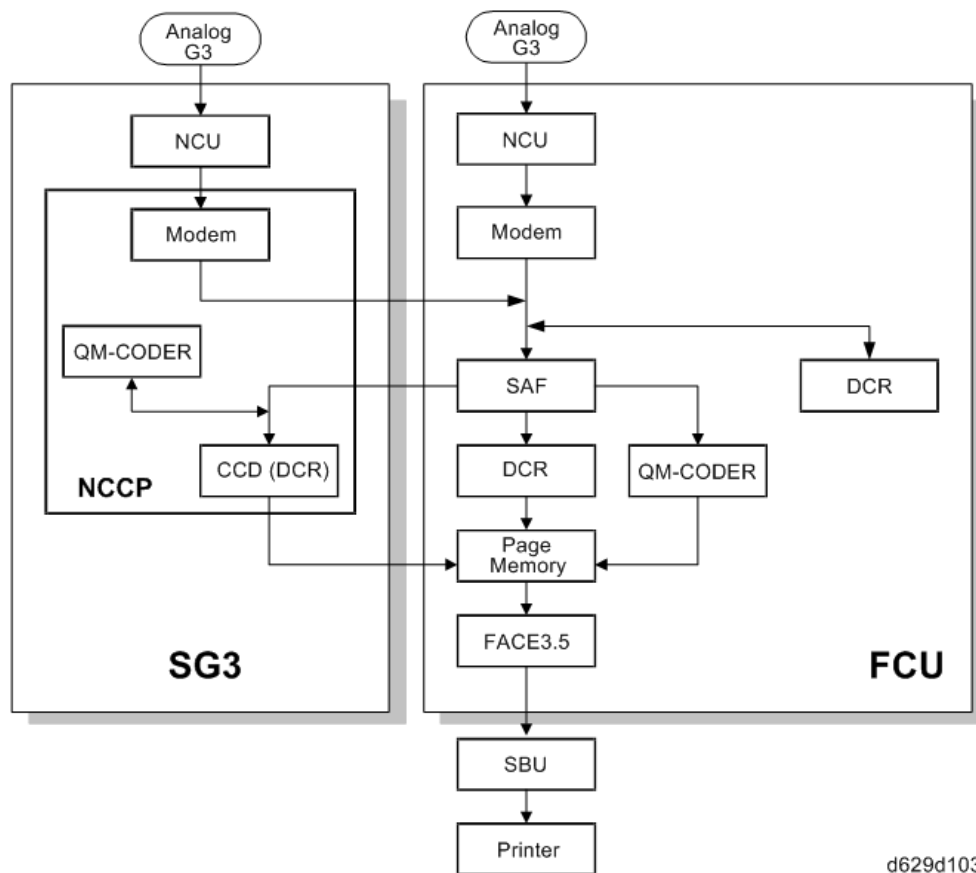 Analog
G3
Analog
G3
NCU
NCU
Modem
Modem
QM-CODER
SAF
DCR
CCD (DCR)
DCR
QM-CODER
NCCP
Page
Memory
FACE3.5
SG3
FCU
SBU
Printer
d629d103